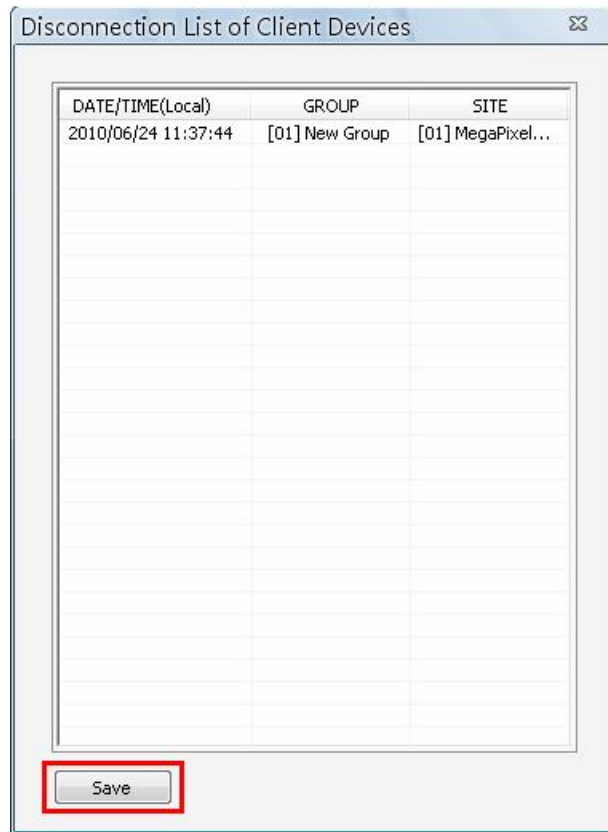 Disconnection List of Client Devices
DATE/TIME(Local) GROUP SITE
2010/06/24 11:37:44 [01] New Group [01] MegaPixel...
Save